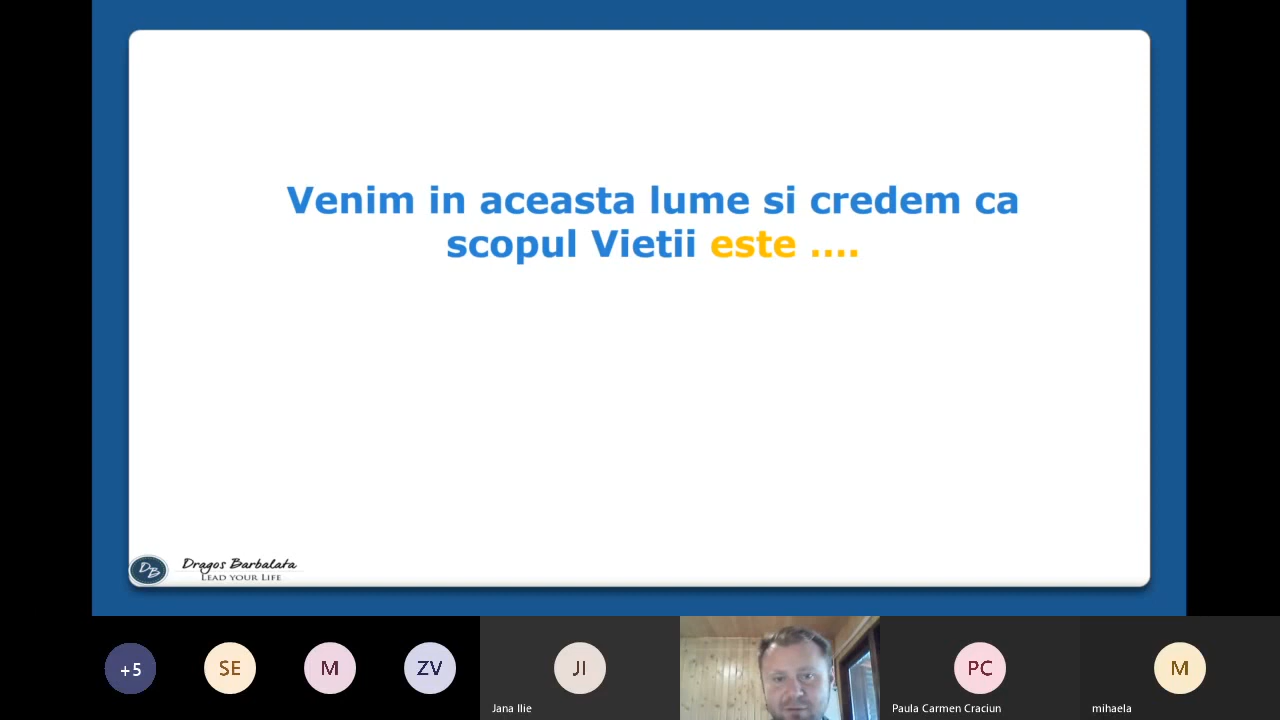 Venim in aceasta lume si credem ca
scopul Vietii este ....
DB
Dragos Barbalata
LEAD YOUR LIFE
+5
SE
M
ZV
JI
PC
M
Jana Ilie
Paula Carmen Craciun
mihaela